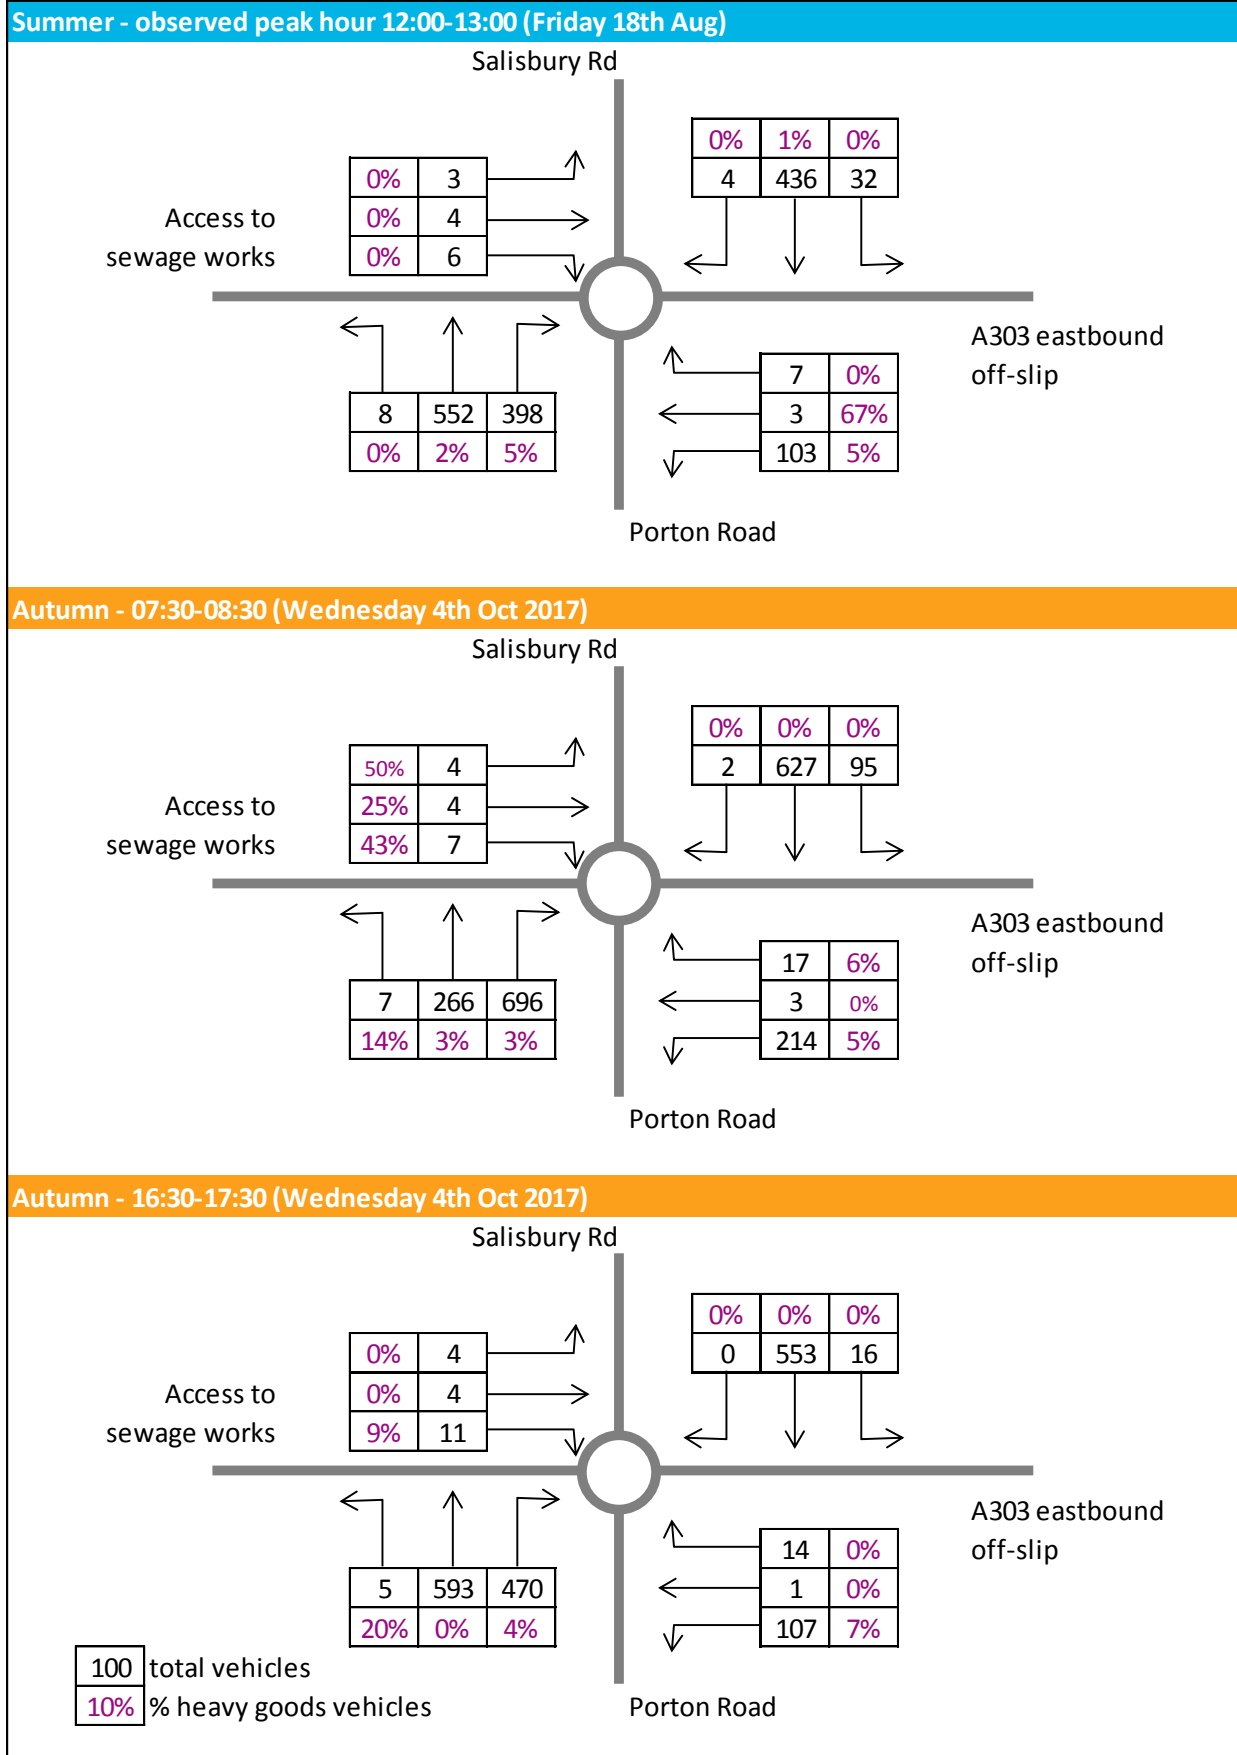 Summer - observed peak hour 12:00-13:00 (Friday 18th Aug)
Salisbury Rd
0% 1% 0%
4 436 32
0% 3
0% 4
0% 6
Access to
sewage works
A303 eastbound
off-slip
7 0%
3 67%
103 5%
8 552 398
0% 2% 5%
Porton Road
Autumn - 07:30-08:30 (Wednesday 4th Oct 2017)
Salisbury Rd
0% 0% 0%
2 627 95
50% 4
25% 4
43% 7
Access to
sewage works
A303 eastbound
off-slip
17 6%
3 0%
214 5%
7 266 696
14% 3% 3%
Porton Road
Autumn - 16:30-17:30 (Wednesday 4th Oct 2017)
Salisbury Rd
0% 0% 0%
0 553 16
0% 4
0% 4
9% 11
Access to
sewage works
A303 eastbound
off-slip
14 0%
1 0%
107 7%
5 593 470
20% 0% 4%
100 total vehicles
10% % heavy goods vehicles
Porton Road